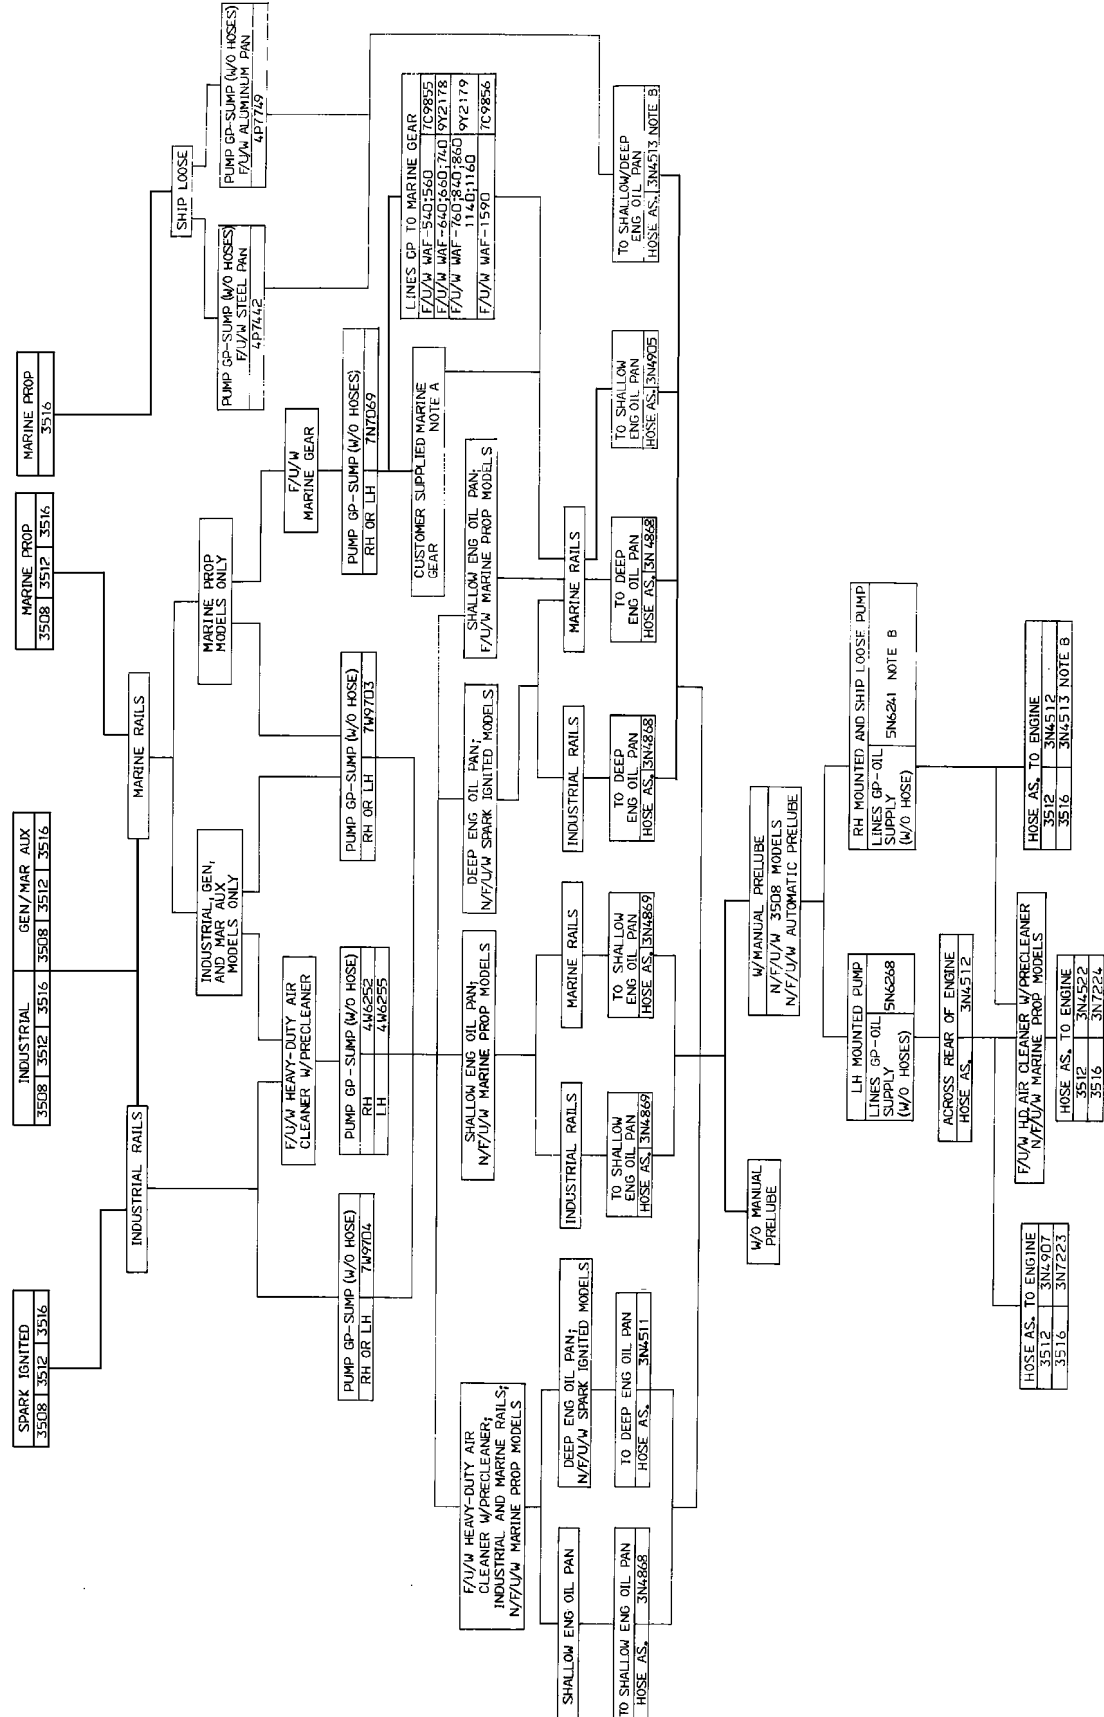 SPARK IGNITED
3508 3512 3516
INDUSTRIAL GEN/MAR AUX
3508 3512 3516 3508 3512 3516
MARINE PROP
3508 3512 3516
MARINE PROP
3516
INDUSTRIAL RAILS
MARINE RAILS
SHIP LOOSE
INDUSTRIAL, GEN,
AND MAR AUX
MODELS ONLY
MARINE PROP
MODELS ONLY
PUMP GP-SUMP (W/O HOSES)
F/U/W STEEL PAN
4P7442
PUMP GP-SUMP (W/O HOSES)
F/U/W ALUMINUM PAN
4P7749
F/U/W HEAVY-DUTY AIR
CLEANER W/PRECLEANER
F/U/W
MARINE GEAR
PUMP GP-SUMP (W/O HOSE)
RH OR LH 7W9704
PUMP GP-SUMP (W/O HOSE)
RH 4W6252
LH 4W6255
PUMP GP-SUMP (W/O HOSE)
RH OR LH 7W9703
PUMP GP-SUMP (W/O HOSES)
RH OR LH 7N7069
CUSTOMER SUPPLIED MARINE
GEAR NOTE A
LINES GP TO MARINE GEAR
F/U/W WAF-540;560 7C9855
F/U/W WAF-640;660;740 9Y2178
F/U/W WAF-760;840;860 9Y2179
1140;1160
F/U/W WAF-1590 7C9856
F/U/W HEAVY-DUTY AIR
CLEANER W/PRECLEANER;
INDUSTRIAL AND MARINE RAILS;
N/F/U/W MARINE PROP MODELS
SHALLOW ENG OIL PAN;
N/F/U/W MARINE PROP MODELS
DEEP ENG OIL PAN;
N/F/U/W SPARK IGNITED MODELS
SHALLOW ENG OIL PAN;
F/U/W MARINE PROP MODELS
SHALLOW ENG OIL PAN
DEEP ENG OIL PAN;
N/F/U/W SPARK IGNITED MODELS
INDUSTRIAL RAILS
MARINE RAILS
INDUSTRIAL RAILS
MARINE RAILS
TO SHALLOW ENG OIL PAN
HOSE AS. 3N4868
TO DEEP ENG OIL PAN
HOSE AS. 3N4511
TO SHALLOW
ENG OIL PAN
HOSE AS. 3N4869
TO SHALLOW
ENG OIL PAN
HOSE AS. 3N4869
TO DEEP
ENG OIL PAN
HOSE AS. 3N4868
TO DEEP
ENG OIL PAN
HOSE AS. 3N4868
TO SHALLOW
ENG OIL PAN
HOSE AS. 3N4905
TO SHALLOW/DEEP
ENG OIL PAN
HOSE AS. 3N4513 NOTE B
W/O MANUAL
PRELUBE
W/MANUAL PRELUBE
N/F/U/W 3508 MODELS
N/F/U/W AUTOMATIC PRELUBE
LH MOUNTED PUMP
LINES GP-OIL 5N6268
SUPPLY
(W/O HOSES)
RH MOUNTED AND SHIP LOOSE PUMP
LINES GP-OIL
SUPPLY 5N6241 NOTE B
(W/O HOSE)
ACROSS REAR OF ENGINE
HOSE AS. 3N4512
HOSE AS. TO ENGINE
3512 3N4907
3516 3N7223
F/U/W H.D. AIR CLEANER W/PRECLEANER
N/F/U/W MARINE PROP MODELS
HOSE AS. TO ENGINE
3512 3N4522
3516 3N7224
HOSE AS. TO ENGINE
3512 3N4512
3516 3N4513 NOTE B